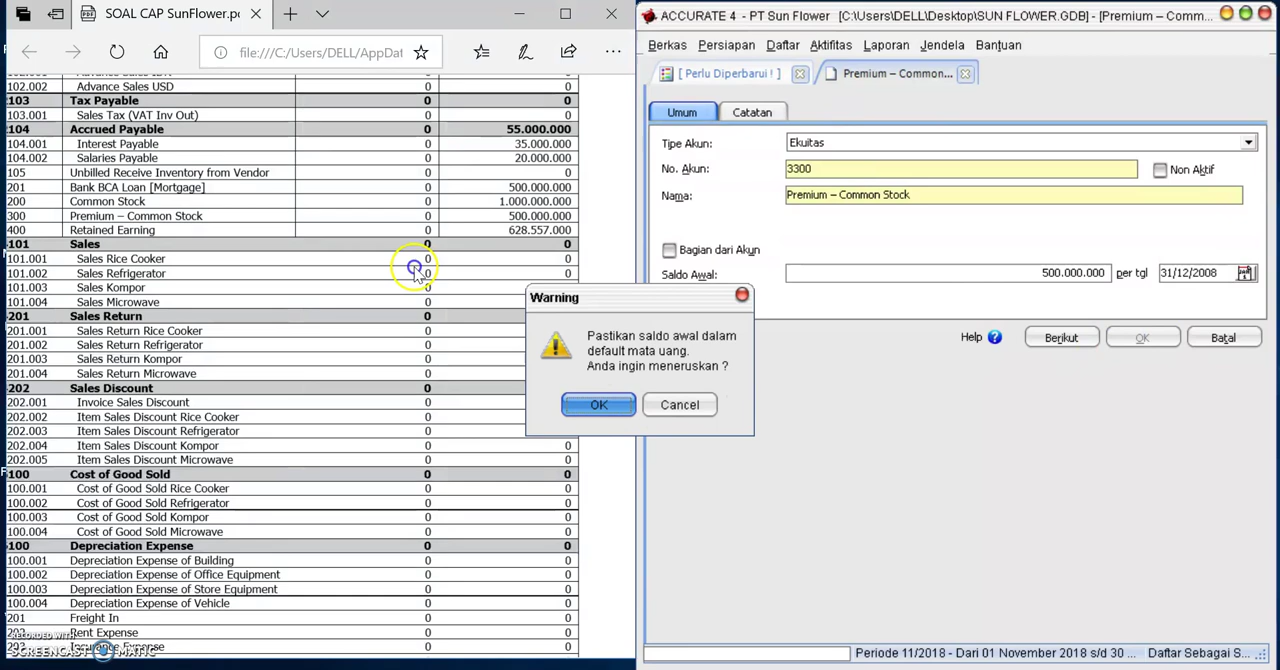 SOAL CAP SunFlower.pc
file:///C:/Users/DELL/AppDat
102.002 Advance Sales USD 0 0
103 Tax Payable 0 0
103.001 Sales Tax (VAT Inv Out) 0 0
104 Accrued Payable 0 55.000.000
104.001 Interest Payable 0 35.000.000
104.002 Salaries Payable 0 20.000.000
105 Unbilled Receive Inventory from Vendor 0 0
201 Bank BCA Loan [Mortgage] 0 500.000.000
200 Common Stock 0 1.000.000.000
300 Premium – Common Stock 0 500.000.000
400 Retained Earning 0 628.557.000
101 Sales 0 0
101.001 Sales Rice Cooker 0 0
101.002 Sales Refrigerator 0 0
101.003 Sales Kompor 0
101.004 Sales Microwave 0
201 Sales Return 0
201.001 Sales Return Rice Cooker 0
201.002 Sales Return Refrigerator 0
201.003 Sales Return Kompor 0
201.004 Sales Return Microwave 0
202 Sales Discount 0
202.001 Invoice Sales Discount 0
202.002 Item Sales Discount Rice Cooker 0
202.003 Item Sales Discount Refrigerator 0
202.004 Item Sales Discount Kompor 0 0
202.005 Item Sales Discount Microwave 0 0
100 Cost of Good Sold 0 0
100.001 Cost of Good Sold Rice Cooker 0 0
100.002 Cost of Good Sold Refrigerator 0 0
100.003 Cost of Good Sold Kompor 0 0
100.004 Cost of Good Sold Microwave 0 0
100 Depreciation Expense 0 0
100.001 Depreciation Expense of Building 0 0
100.002 Depreciation Expense of Office Equipment 0 0
100.003 Depreciation Expense of Store Equipment 0 0
100.004 Depreciation Expense of Vehicle 0 0
201 Freight In 0 0
Rent Expense 0 0
Insurance Expense 0 0
RECORDED WITH
SCREENCAST MATIC
ACCURATE 4 - PT Sun Flower [C:\Users\DELL\Desktop\SUN FLOWER.GDB] - [Premium – Comm...
Berkas Persiapan Daftar Aktifitas Laporan Jendela Bantuan
[ Perlu Diperbarui ! ] Premium – Common...
Umum Catatan
Tipe Akun: Ekuitas
No. Akun: 3300 Non Aktif
Nama: Premium – Common Stock
Bagian dari Akun
Saldo Awal: 500.000.000 per tgl 31/12/2008
Help Berikut OK Batal
Warning
Pastikan saldo awal dalam
default mata uang.
Anda ingin meneruskan ?
OK Cancel
Periode 11/2018 - Dari 01 November 2018 s/d 30 ... Daftar Sebagai S...